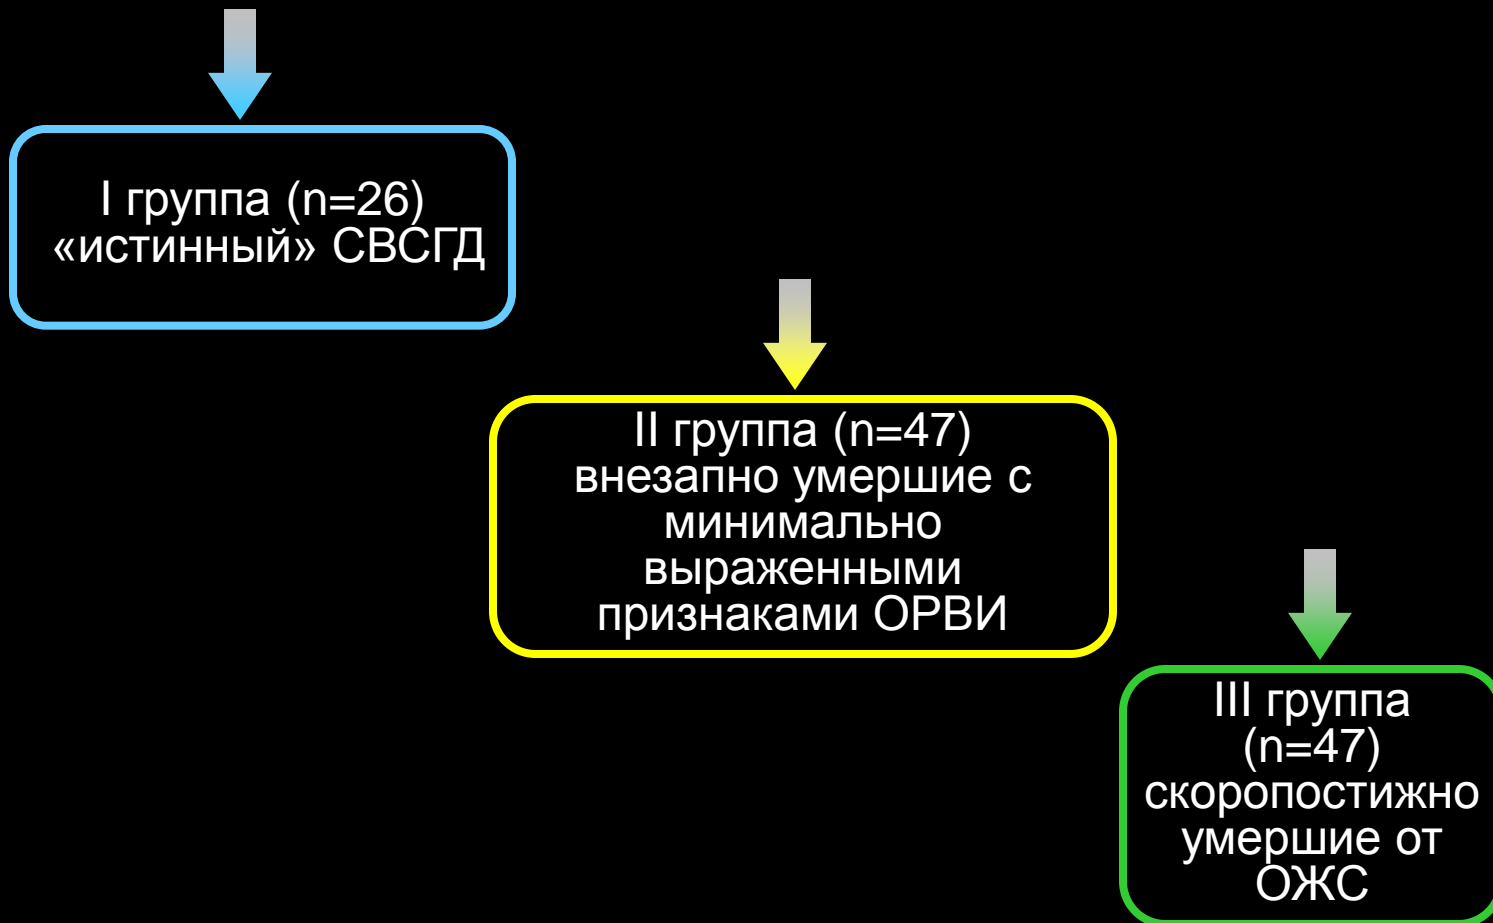 I группа (n=26)
«истинный» СВСГД
II группа (n=47)
внезапно умершие с
минимально
выраженными
признаками ОРВИ
III группа
(n=47)
скоропостижно
умершие от
ОЖС